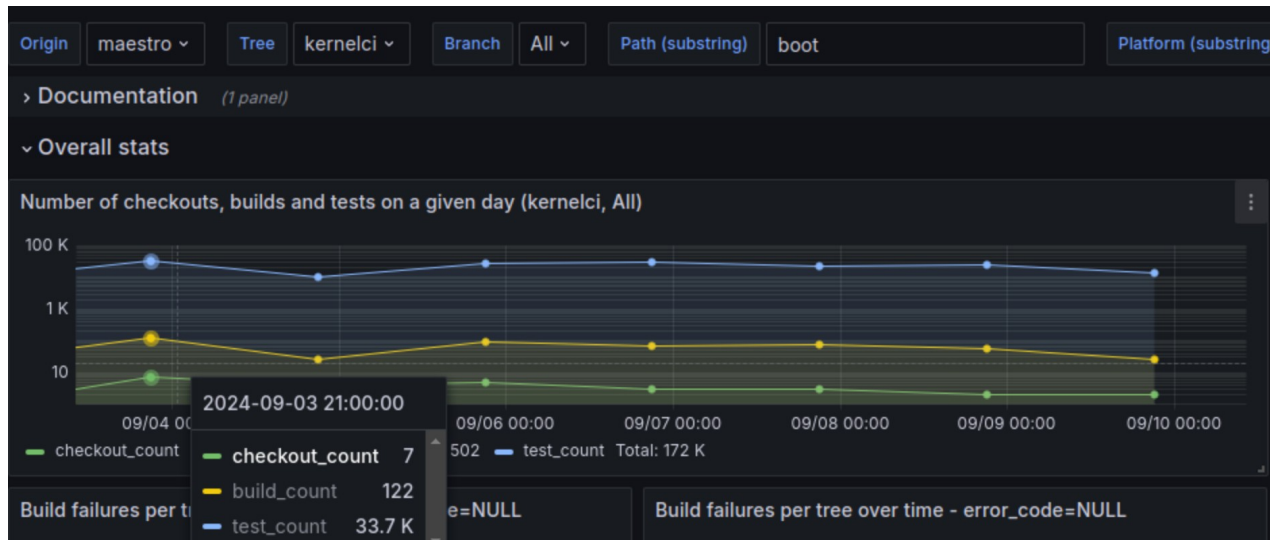 Origin maestro Tree kernelci Branch All Path (substring) boot Platform (substring
Documentation (1 panel)
Overall stats
Number of checkouts, builds and tests on a given day (kernelci, All)
100 K
1 K
10
09/04 00 09/06 00:00 09/07 00:00 09/08 00:00 09/09 00:00 09/10 00:00
checkout_count 502 test_count Total: 172 K
2024-09-03 21:00:00
checkout_count 7
build_count 122
test_count 33.7 K
Build failures per tr e=NULL Build failures per tree over time - error_code=NULL